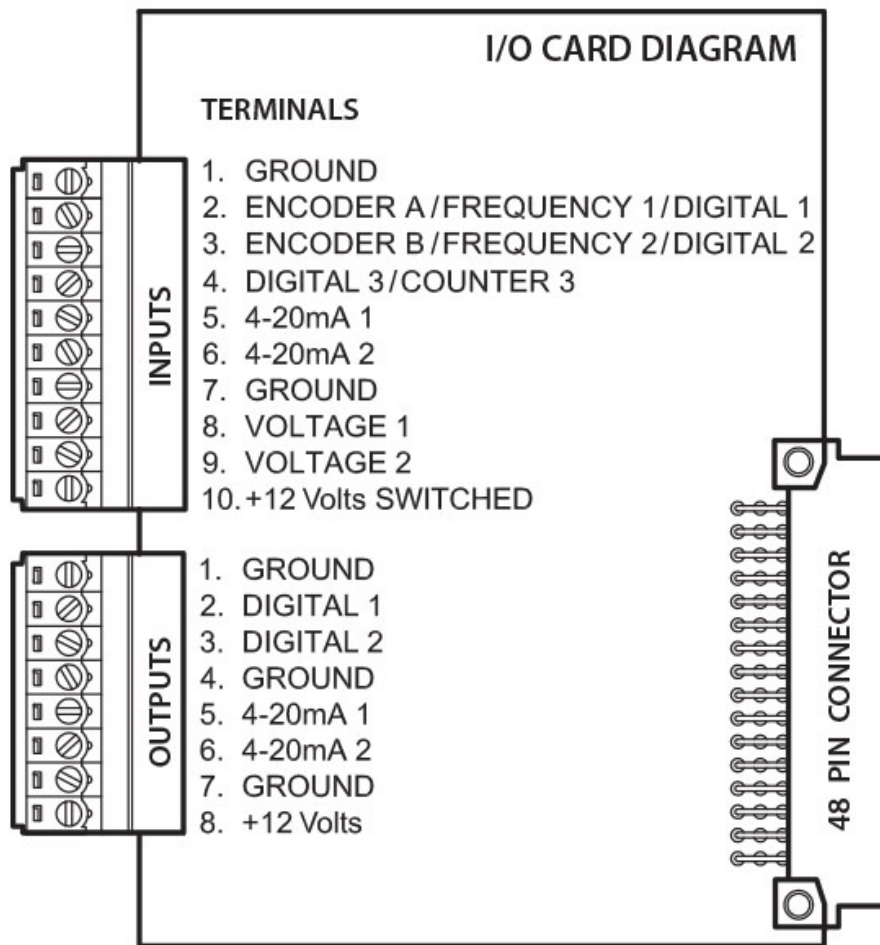 I/O CARD DIAGRAM
TERMINALS
INPUTS
1. GROUND
2. ENCODER A/FREQUENCY 1/DIGITAL 1
3. ENCODER B/FREQUENCY 2/DIGITAL 2
4. DIGITAL 3/COUNTER 3
5. 4-20mA 1
6. 4-20mA 2
7. GROUND
8. VOLTAGE 1
9. VOLTAGE 2
10. +12 Volts SWITCHED
OUTPUTS
1. GROUND
2. DIGITAL 1
3. DIGITAL 2
4. GROUND
5. 4-20mA 1
6. 4-20mA 2
7. GROUND
8. +12 Volts
48 PIN CONNECTOR